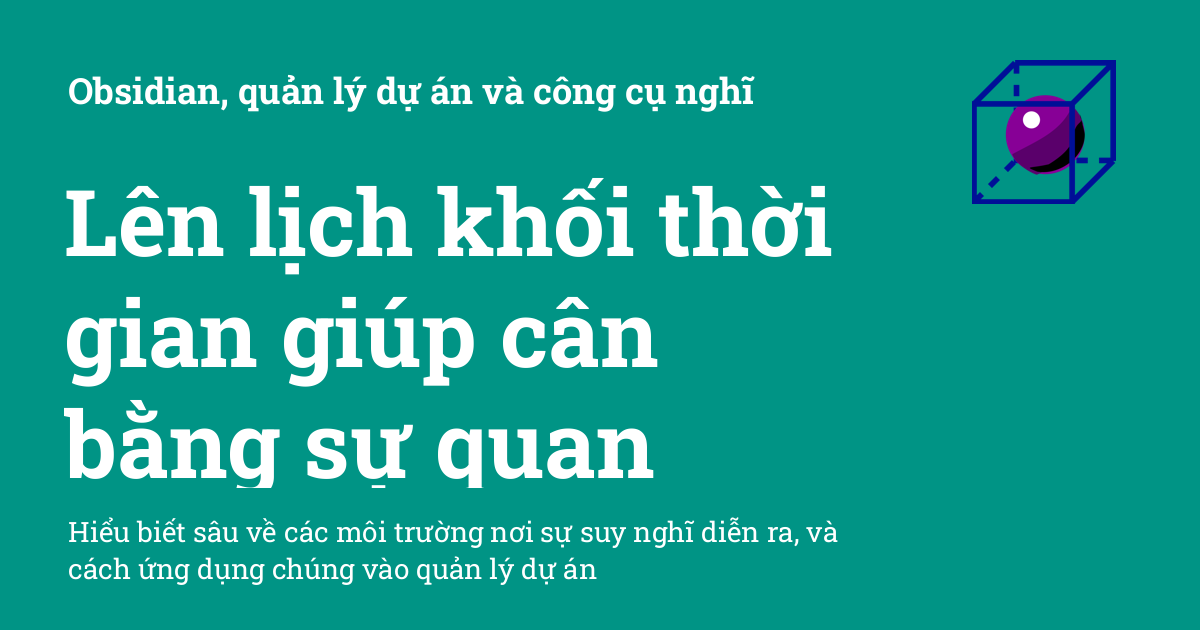 Obsidian, quản lý dự án và công cụ nghĩ
Lên lịch khối thời
gian giúp cân
bằng sự quan
Hiểu biết sâu về các môi trường nơi sự suy nghĩ diễn ra, và
cách ứng dụng chúng vào quản lý dự án